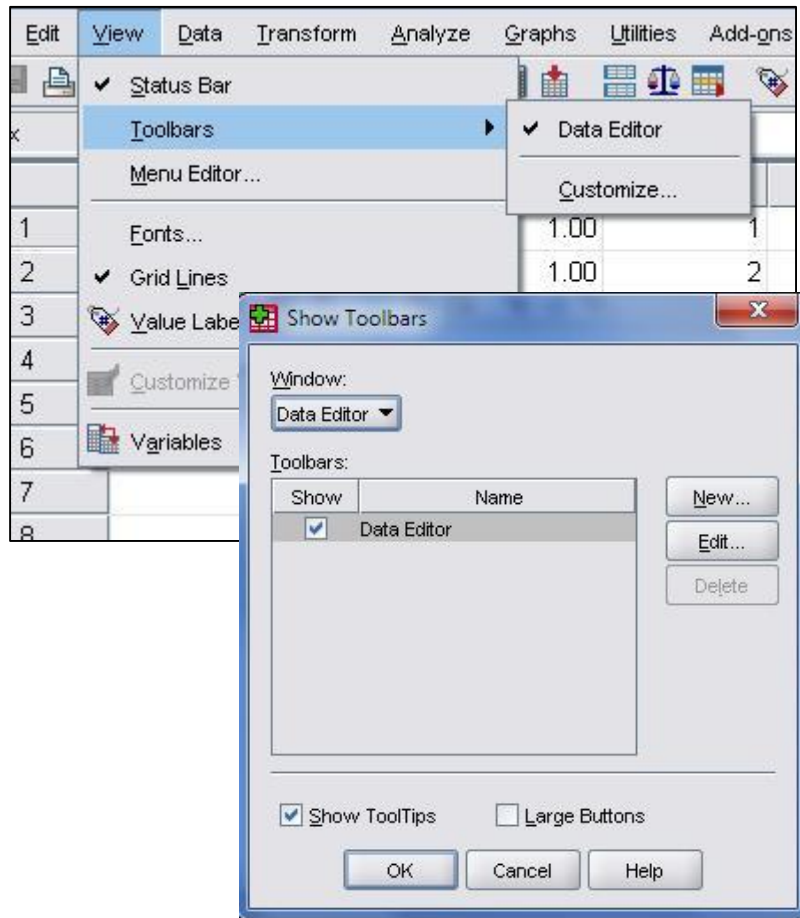 Edit View Data Transform Analyze Graphs Utilities Add-ons
Status Bar
Toolbars
Data Editor
Menu Editor...
Customize...
1 1.00 1
Fonts...
2 1.00 2
Grid Lines
3
Value Labe
4
Customize
5
6
Variables
7
8
Show Toolbars
Window:
Data Editor
Toolbars:
Show Name
Data Editor
New...
Edit...
Delete
Show ToolTips Large Buttons
OK Cancel Help